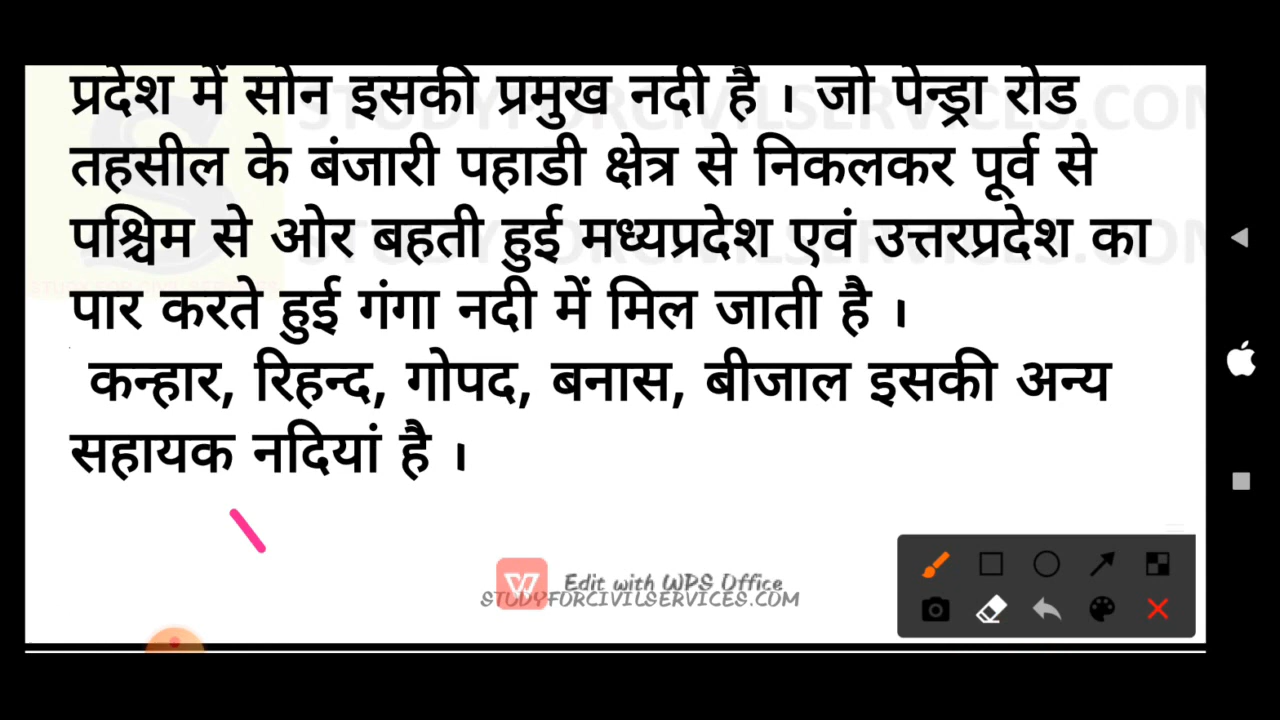 प्रदेश में सोन इसकी प्रमुख नदी है । जो पेन्ड्रा रोड
तहसील के बंजारी पहाडी क्षेत्र से निकलकर पूर्व से
पश्चिम से ओर बहती हुई मध्यप्रदेश एवं उत्तरप्रदेश का
पार करते हुई गंगा नदी में मिल जाती है ।
कन्हार, रिहन्द, गोपद, बनास, बीजाल इसकी अन्य
सहायक नदियां है ।
Edit with WPS Office
STUDYFORCIVILSERVICES.COM